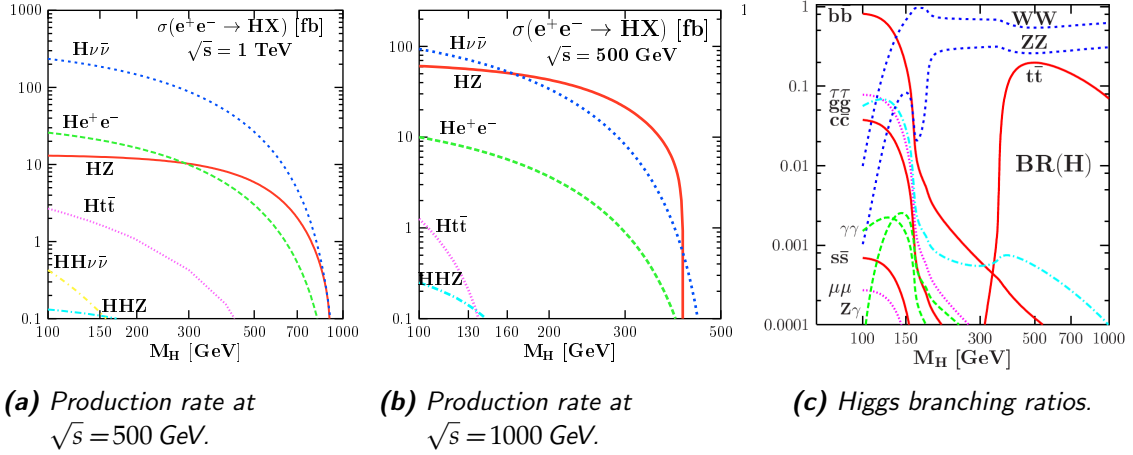 σ(e⁺e⁻ → HX) [fb]
√s = 1 TeV
1000
100
10
1
0.1
Hνν̄
He⁺e⁻
HZ
Htt̄
HHνν̄
HHZ
100 150 300 500 700 1000
M_H [GeV]
σ(e⁺e⁻ → HX) [fb]
√s = 500 GeV
100
10
1
0.1
1
Hνν̄
HZ
He⁺e⁻
Htt̄
HHZ
100 130 160 200 300 500
M_H [GeV]
1
0.1
0.01
0.001
0.0001
bb̄
ττ
gg
cc̄
γγ
ss̄
μμ
Zγ
WW
ZZ
tt̄
BR(H)
100 150 300 500 700 1000
M_H [GeV]
(a) Production rate at
√s = 500 GeV.
(b) Production rate at
√s = 1000 GeV.
(c) Higgs branching ratios.